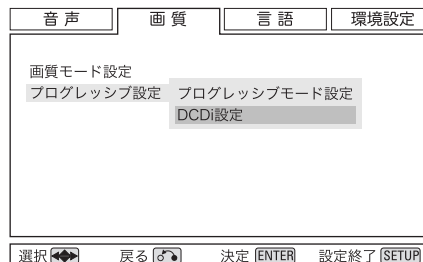 音声 画質 言語 環境設定
画質モード設定
プログレッシブ設定 プログレッシブモード設定
DCDi設定
選択 戻る 決定 ENTER 設定終了 SETUP